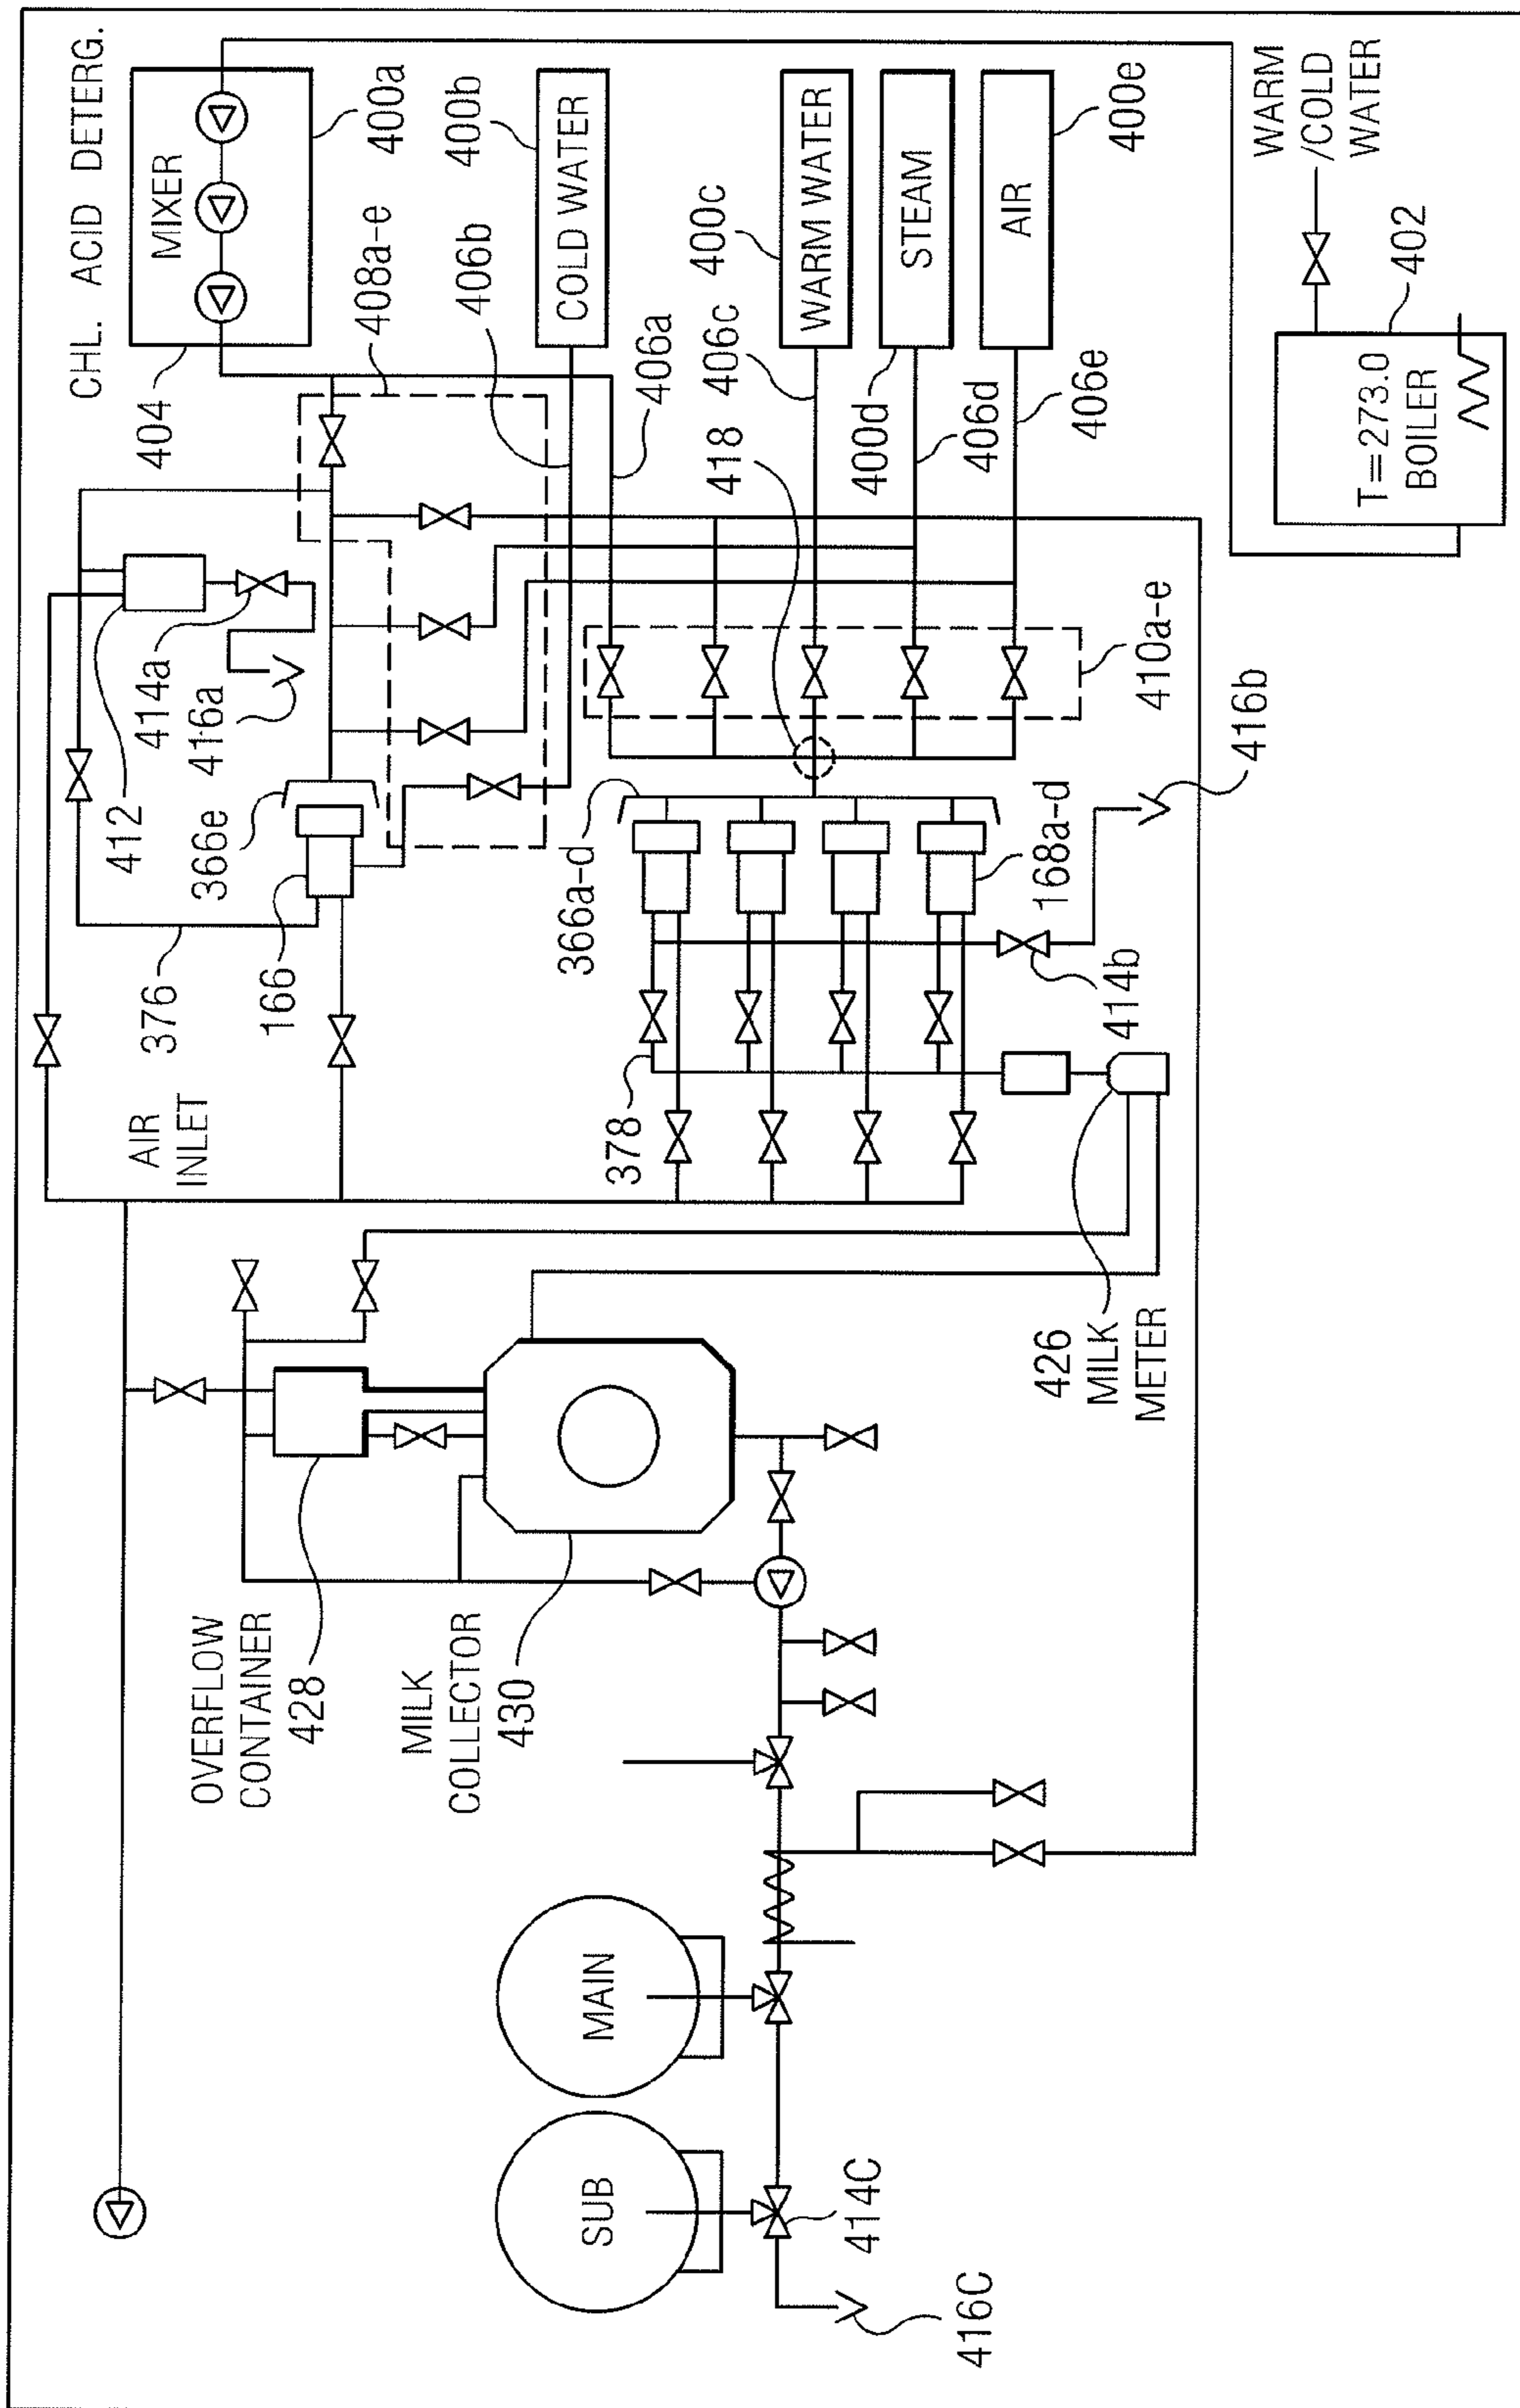 CHL. ACID DETERG.
404
MIXER
400a
408a-e
400b
COLD WATER
406b
406a
412
414a
416a
366e
166
376
AIR
INLET
400c
WARM WATER
406c
418
400d
STEAM
406d
AIR
400e
406e
410a-e
366a-d
168a-d
416b
414b
378
WARM
/COLD
WATER
402
T=273.0
BOILER
OVERFLOW
CONTAINER
428
MILK
COLLECTOR
430
426
MILK
METER
MAIN
SUB
414C
416C